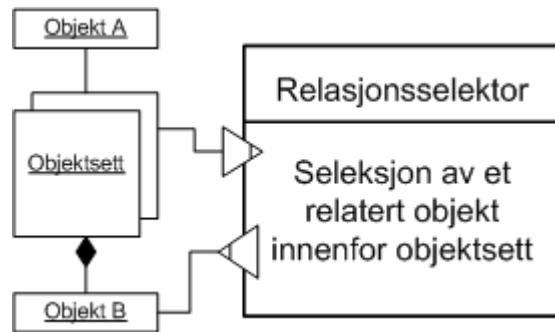 Objekt A
Objektsett
Objekt B
Relasjonsselektor
Seleksjon av et
relatert objekt
innenfor objektsett